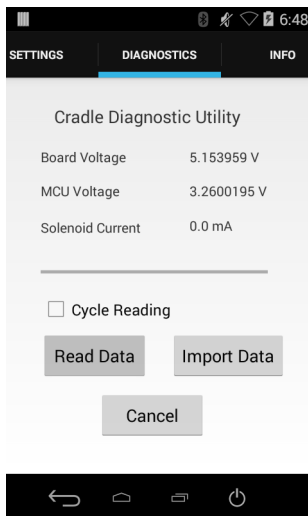 6:48
SETTINGS DIAGNOSTICS INFO
Cradle Diagnostic Utility
Board Voltage 5.153959 V
MCU Voltage 3.2600195 V
Solenoid Current 0.0 mA
Cycle Reading
Read Data Import Data
Cancel